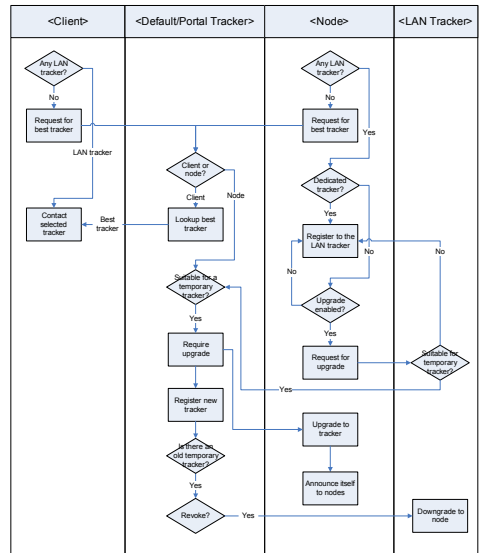 <Client>
<Default/Portal Tracker>
<Node>
<LAN Tracker>
Any LAN
tracker?
No
Request for
best tracker
LAN tracker
Contact
selected
tracker
Best
tracker
Client or
node?
Client
Node
Lookup best
tracker
Suitable for a
temporary
tracker?
Yes
Require
upgrade
Register new
tracker
Is there an
old temporary
tracker?
Yes
Revoke?
Yes
Any LAN
tracker?
No
Yes
Request for
best tracker
Dedicated
tracker?
Yes
No
Register to the
LAN tracker
No
Upgrade
enabled?
Yes
Request for
upgrade
Yes
Upgrade to
tracker
Announce itself
to nodes
No
Suitable for
temporary
tracker?
Downgrade to
node